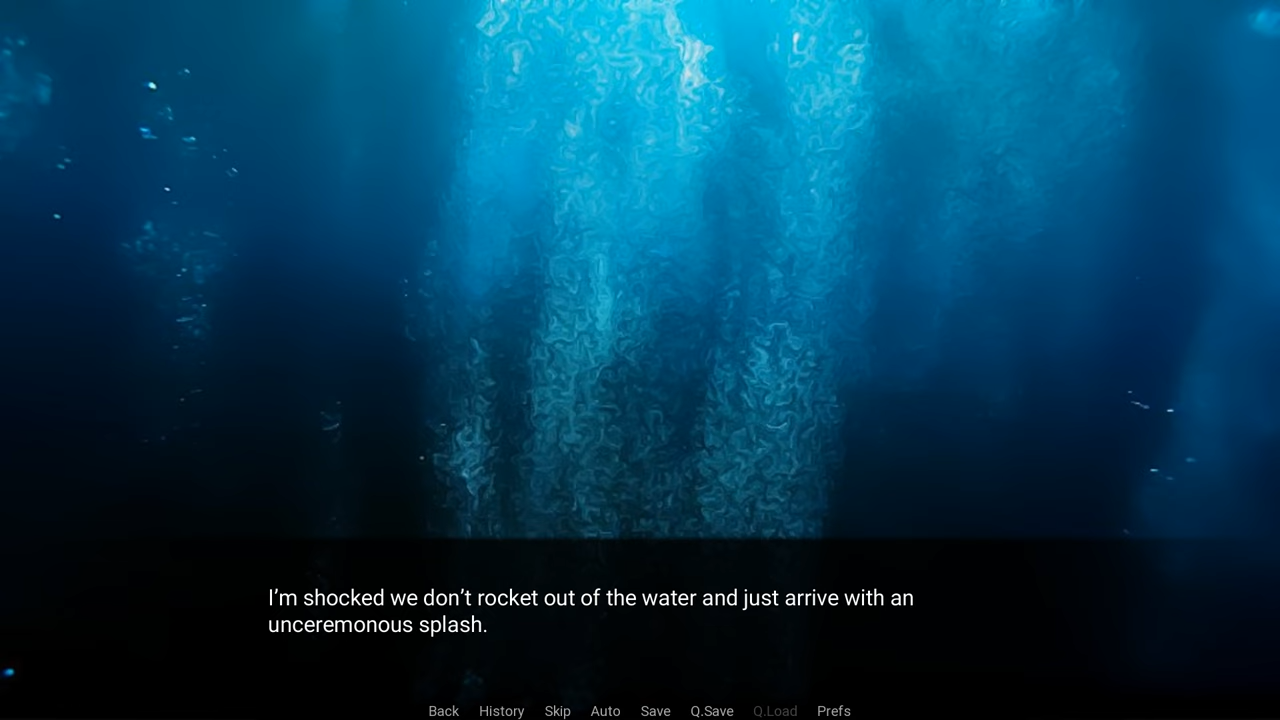 I’m shocked we don’t rocket out of the water and just arrive with an
unceremonous splash.
Back History Skip Auto Save Q.Save Q.Load Prefs